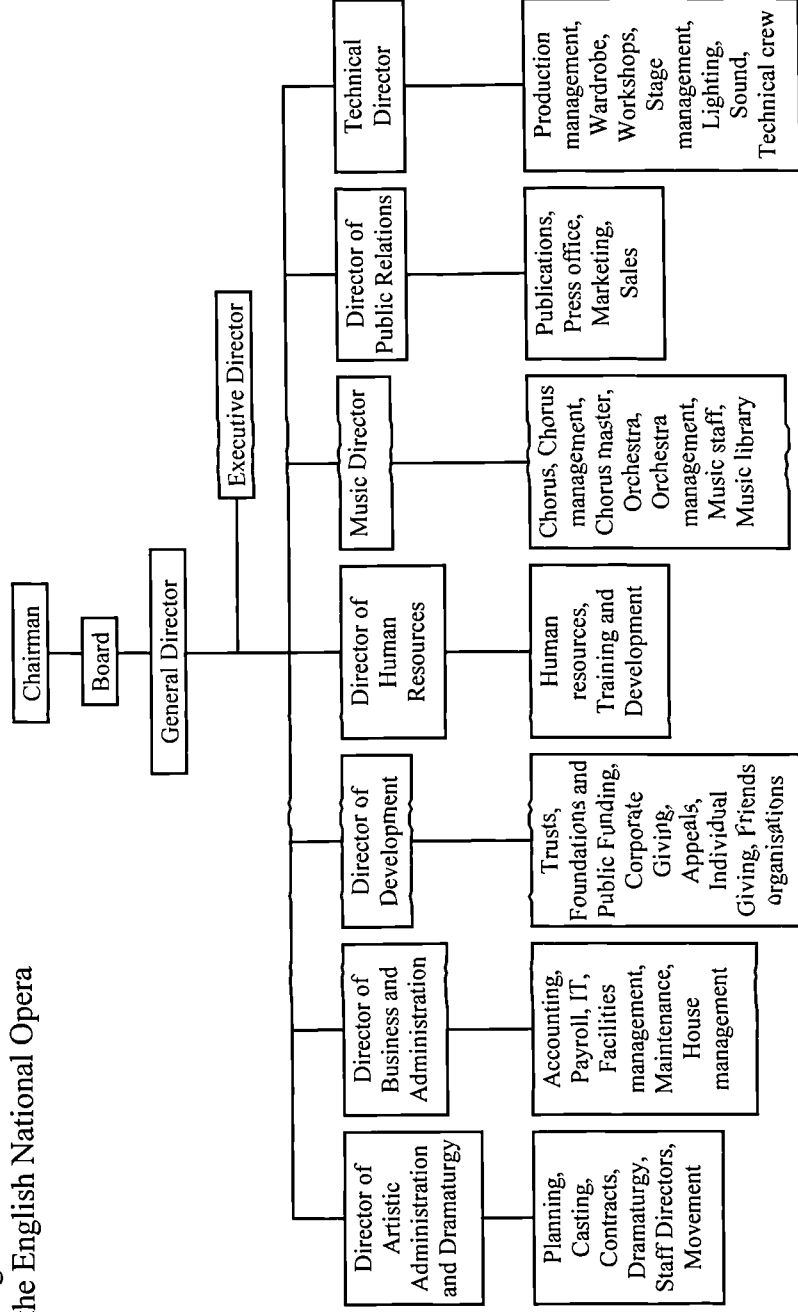 the English National Opera
Chairman
Board
General Director
Executive Director
Director of
Artistic
Administration
and Dramaturgy
Director of
Business and
Administration
Director of
Development
Director of
Human
Resources
Music Director
Director of
Public Relations
Technical
Director
Planning,
Casting,
Contracts,
Dramaturgy,
Staff Directors,
Movement
Accounting,
Payroll, IT,
Facilities
management,
Maintenance,
House
management
Trusts,
Foundations and
Public Funding,
Corporate
Giving,
Appeals,
Individual
Giving, Friends
organisations
Human
resources,
Training and
Development
Chorus, Chorus
management,
Chorus master,
Orchestra,
Orchestra
management,
Music staff,
Music library
Publications,
Press office,
Marketing,
Sales
Production
management,
Wardrobe,
Workshops,
Stage
management,
Lighting,
Sound,
Technical crew